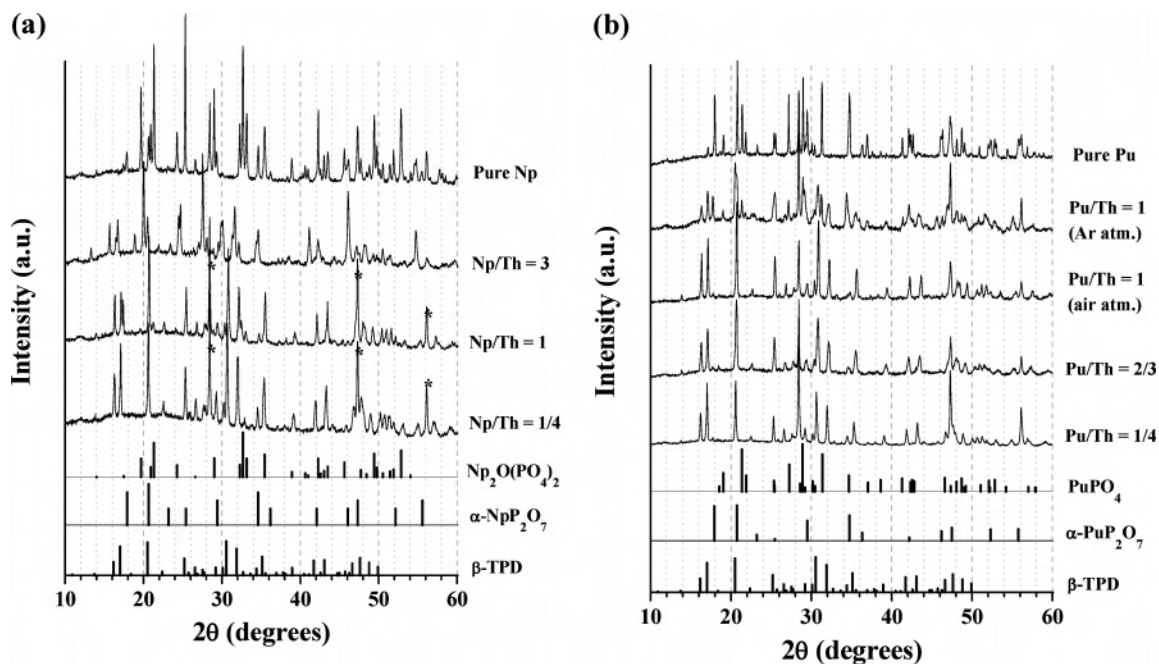 (a)
Intensity (a.u.)
Pure Np
Np/Th = 3
*
Np/Th = 1
* * *
Np/Th = 1/4
* * *
Np₂O(PO₄)₂
α-NpP₂O₇
β-TPD
10 20 30 40 50 60
2θ (degrees)
(b)
Intensity (a.u.)
Pure Pu
Pu/Th = 1
(Ar atm.)
Pu/Th = 1
(air atm.)
Pu/Th = 2/3
Pu/Th = 1/4
PuPO₄
α-PuP₂O₇
β-TPD
10 20 30 40 50 60
2θ (degrees)